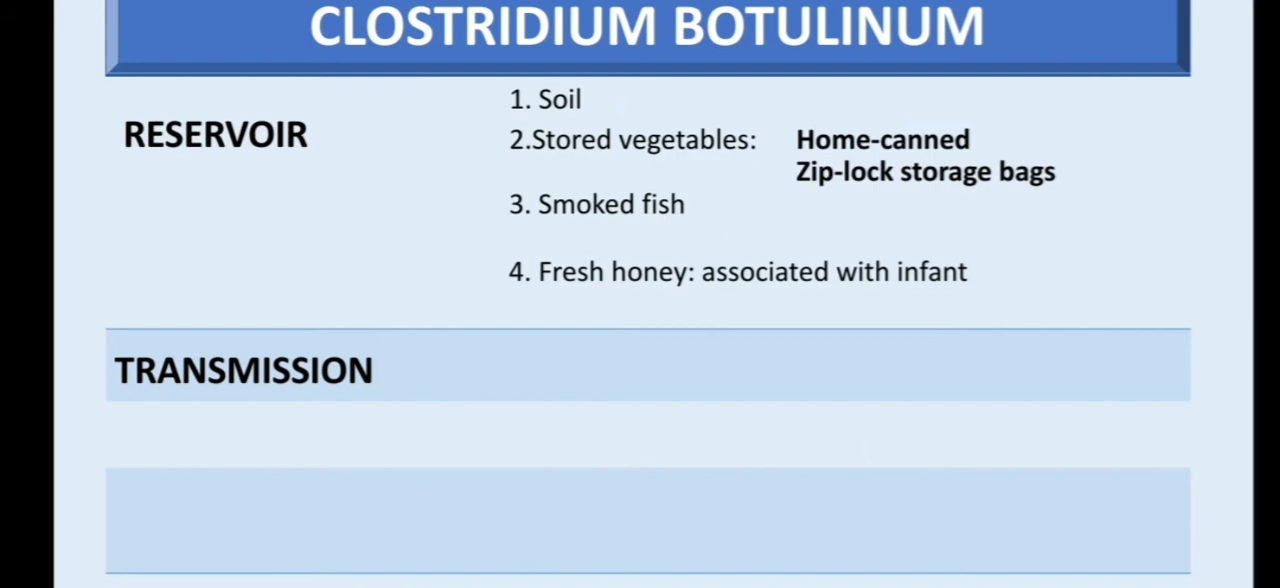 CLOSTRIDIUM BOTULINUM
RESERVOIR
1. Soil
2.Stored vegetables: Home-canned
Zip-lock storage bags
3. Smoked fish
4. Fresh honey: associated with infant
TRANSMISSION